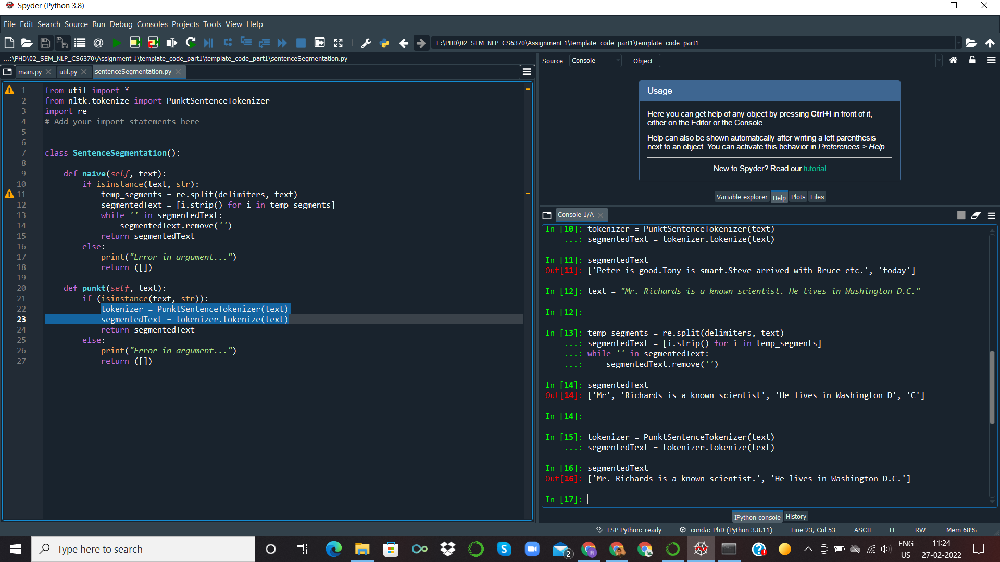 Spyder (Python 3.8)
File Edit Search Source Run Debug Consoles Projects Tools View Help
F:\PHD\02_SEM_NLP_CS6370\Assignment 1\template_code_part1\template_code_part1
...:\PHD\02_SEM_NLP_CS6370\Assignment 1\template_code_part1\template_code_part1\sentenceSegmentation.py
main.py util.py sentenceSegmentation.py
1 from util import *
2 from nltk.tokenize import PunktSentenceTokenizer
3 import re
4 # Add your import statements here
5
6
7 class SentenceSegmentation():
8
9 def naive(self, text):
10 if isinstance(text, str):
11 temp_segments = re.split(delimiters, text)
12 segmentedText = [i.strip() for i in temp_segments]
13 while '' in segmentedText:
14 segmentedText.remove('')
15 return segmentedText
16 else:
17 print("Error in argument...")
18 return ([])
19
20 def punkt(self, text):
21 if (isinstance(text, str)):
22 tokenizer = PunktSentenceTokenizer(text)
23 segmentedText = tokenizer.tokenize(text)
24 return segmentedText
25 else:
26 print("Error in argument...")
27 return ([])
Source Console Object
Usage
Here you can get help of any object by pressing Ctrl+I in front of it,
either on the Editor or the Console.
Help can also be shown automatically after writing a left parenthesis
next to an object. You can activate this behavior in Preferences > Help.
New to Spyder? Read our tutorial
Variable explorer Help Plots Files
Console 1/A
In [10]: tokenizer = PunktSentenceTokenizer(text)
...: segmentedText = tokenizer.tokenize(text)
In [11]: segmentedText
Out[11]: ['Peter is good.Tony is smart.Steve arrived with Bruce etc.', 'today']
In [12]: text = "Mr. Richards is a known scientist. He lives in Washington D.C."
In [12]:
In [13]: temp_segments = re.split(delimiters, text)
...: segmentedText = [i.strip() for i in temp_segments]
...: while '' in segmentedText:
...: segmentedText.remove('')
In [14]: segmentedText
Out[14]: ['Mr', 'Richards is a known scientist', 'He lives in Washington D', 'C']
In [14]:
In [15]: tokenizer = PunktSentenceTokenizer(text)
...: segmentedText = tokenizer.tokenize(text)
In [16]: segmentedText
Out[16]: ['Mr. Richards is a known scientist.', 'He lives in Washington D.C.']
In [17]:
IPython console History
LSP Python: ready conda: PhD (Python 3.8.11) Line 23, Col 53 ASCII LF RW Mem 68%
Type here to search
2
R
ENG
US
11:24
27-02-2022